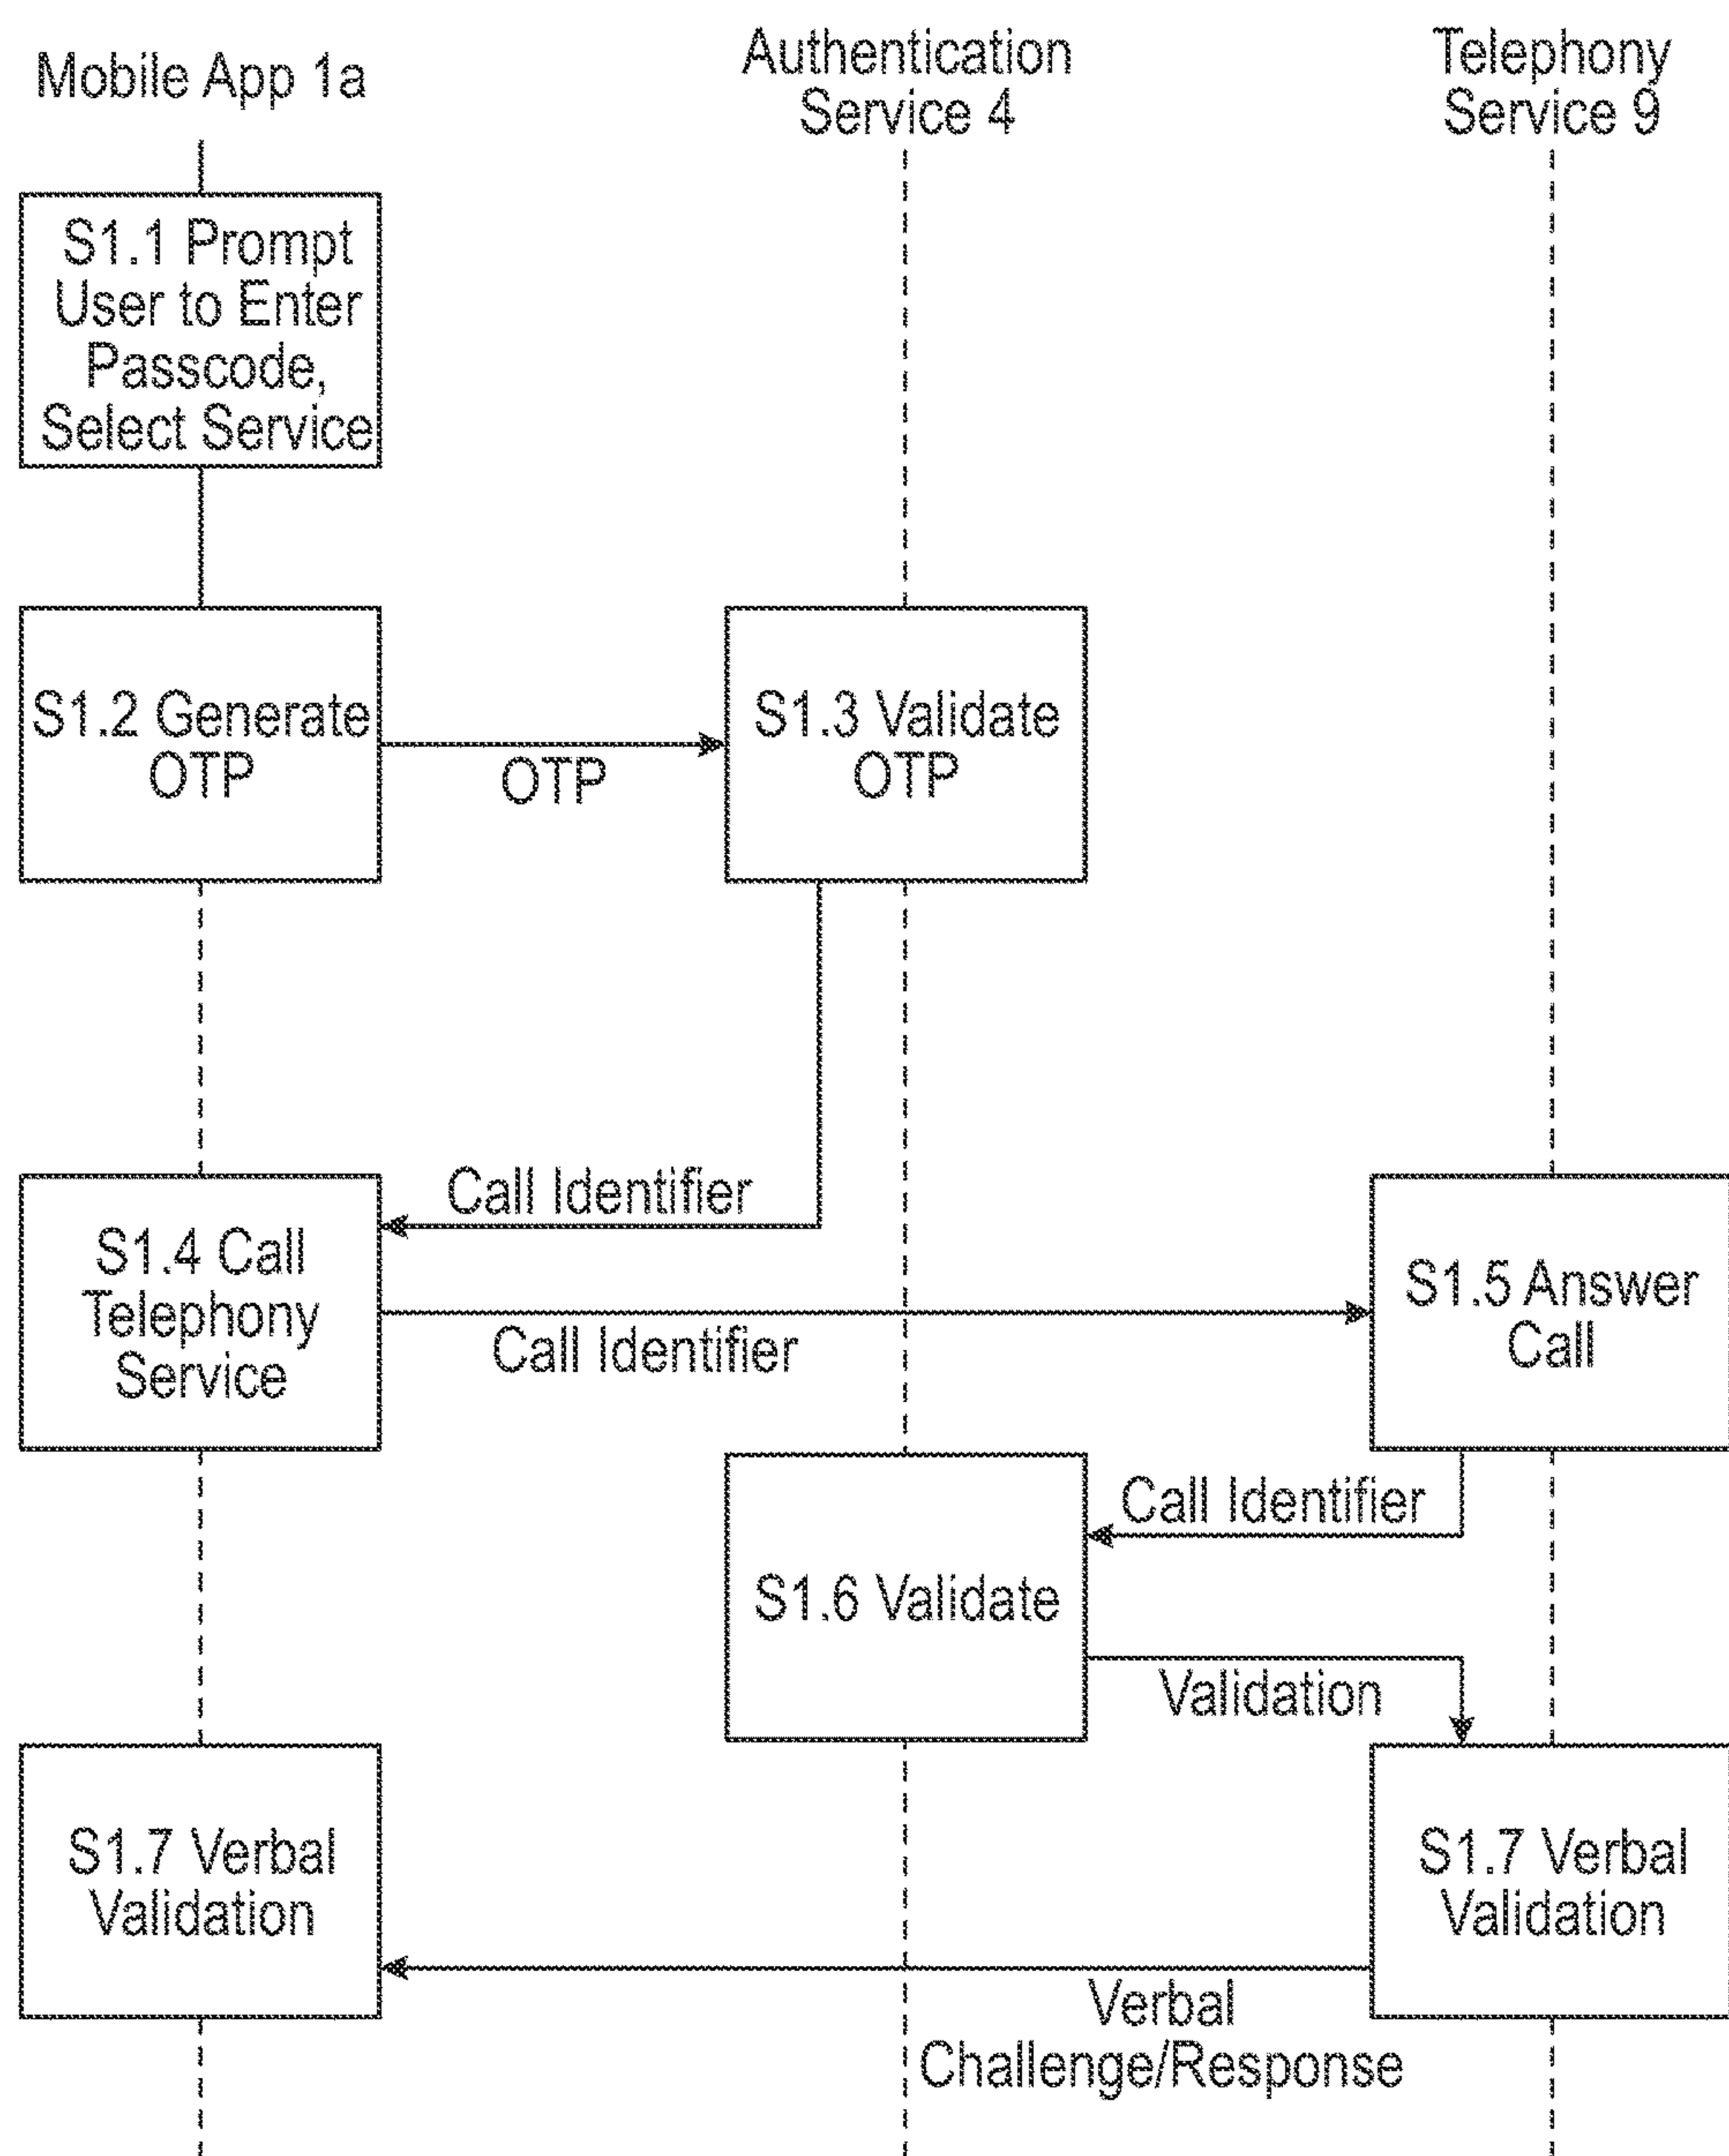 Mobile App 1a
Authentication
Service 4
Telephony
Service 9
S1.1 Prompt
User to Enter
Passcode,
Select Service
S1.2 Generate
OTP
OTP
S1.3 Validate
OTP
Call Identifier
S1.4 Call
Telephony
Service
Call Identifier
S1.5 Answer
Call
Call Identifier
S1.6 Validate
Validation
S1.7 Verbal
Validation
S1.7 Verbal
Validation
Verbal
Challenge/Response